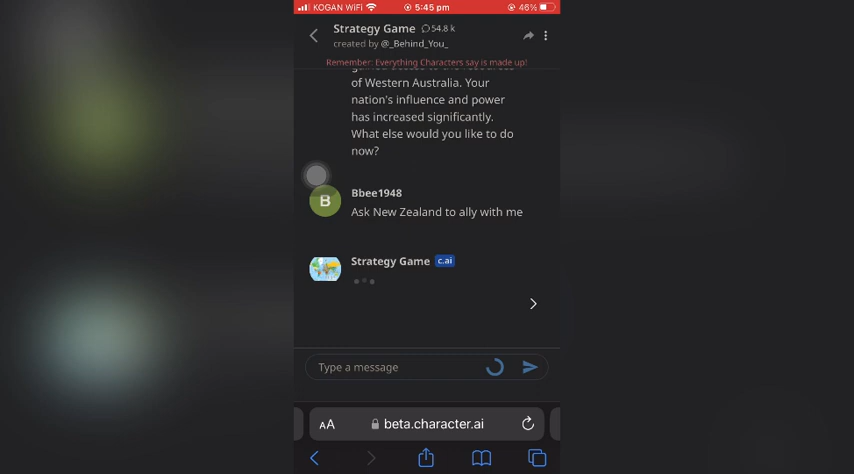 KOGAN WiFi 5:45 pm 46%
Strategy Game 54.8 k
created by @_Behind_You_
Remember: Everything Characters say is made up!
of Western Australia. Your
nation's influence and power
has increased significantly.
What else would you like to do
now?
B
Bbee1948
Ask New Zealand to ally with me
Strategy Game c.ai
Type a message
AA beta.character.ai